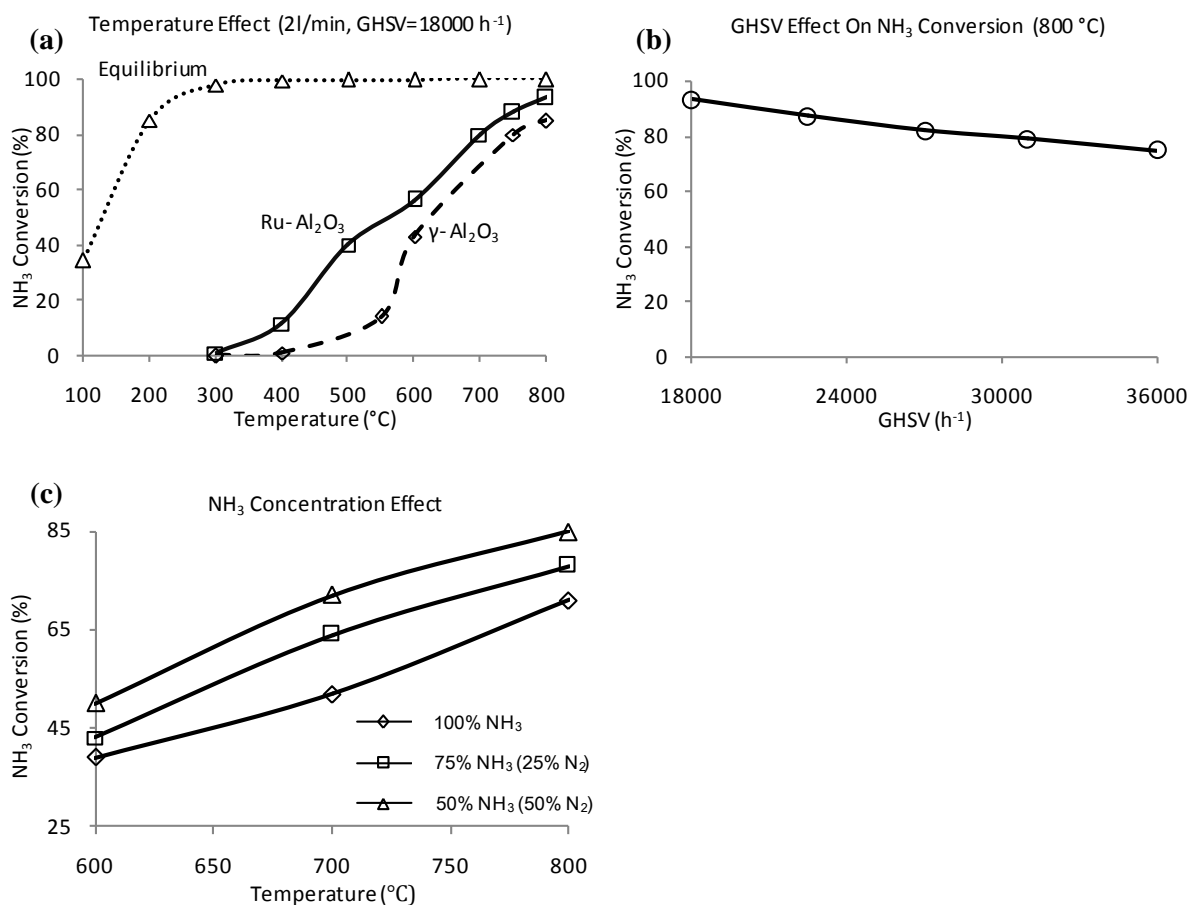 (a)
Temperature Effect (2l/min, GHSV=18000 h⁻¹)
Equilibrium
100
80
60
40
20
0
NH₃ Conversion (%)
Ru- Al₂O₃
γ- Al₂O₃
100 200 300 400 500 600 700 800
Temperature (°C)
(b)
GHSV Effect On NH₃ Conversion (800 °C)
100
80
60
40
20
0
NH₃ Conversion (%)
18000 24000 30000 36000
GHSV (h⁻¹)
(c)
NH₃ Concentration Effect
85
65
45
25
NH₃ Conversion (%)
100% NH₃
75% NH₃ (25% N₂)
50% NH₃ (50% N₂)
600 650 700 750 800
Temperature (°C)